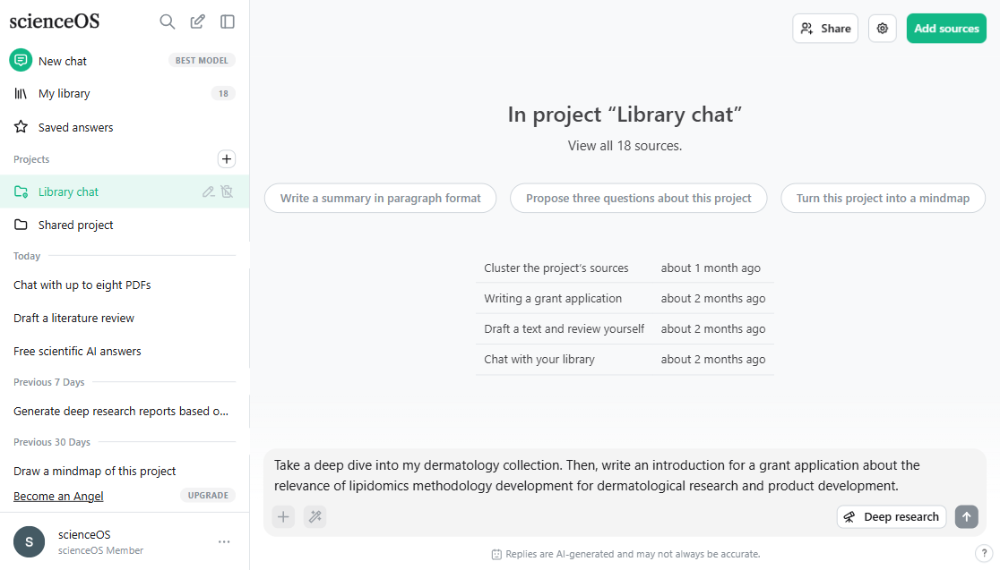 scienceOS
New chat
BEST MODEL
My library
18
Saved answers
Projects
Library chat
Shared project
Today
Chat with up to eight PDFs
Draft a literature review
Free scientific AI answers
Previous 7 Days
Generate deep research reports based o...
Previous 30 Days
Draw a mindmap of this project
Become an Angel
UPGRADE
S
scienceOS
scienceOS Member
Share
Add sources
In project “Library chat”
View all 18 sources.
Write a summary in paragraph format
Propose three questions about this project
Turn this project into a mindmap
Cluster the project's sources about 1 month ago
Writing a grant application about 2 months ago
Draft a text and review yourself about 2 months ago
Chat with your library about 2 months ago
Take a deep dive into my dermatology collection. Then, write an introduction for a grant application about the
relevance of lipidomics methodology development for dermatological research and product development.
Deep research
Replies are AI-generated and may not always be accurate.
?